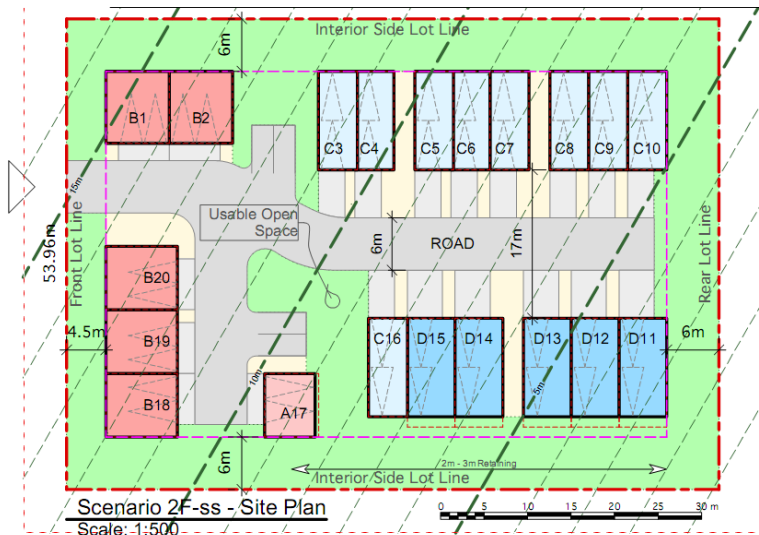 Interior Side Lot Line
6m
B1
B2
C3
C4
C5
C6
C7
C8
C9
C10
15m
Usable Open
Space
53.96m
Front Lot Line
6m
ROAD
17m
Rear Lot Line
B20
4.5m
6m
B19
C16
D15
D14
D13
D12
D11
10m
5m
B18
A17
6m
2m - 3m Retaining
Interior Side Lot Line
Scenario 2F-ss - Site Plan
Scale: 1:500
0 5 10 15 20 25 30 m